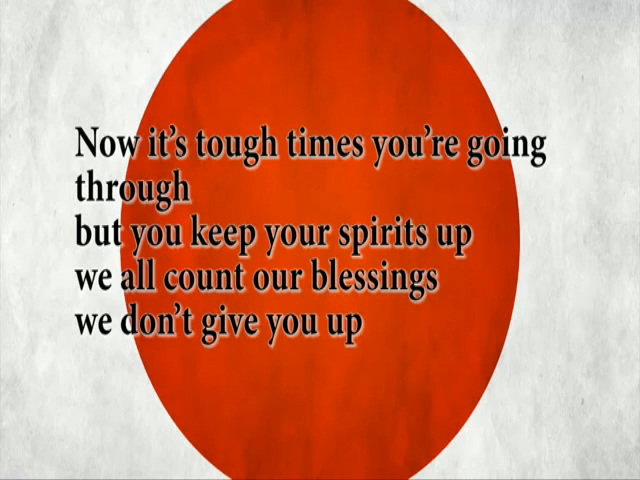 Now it's tough times you're going
through
but you keep your spirits up
we all count our blessings
we don't give you up